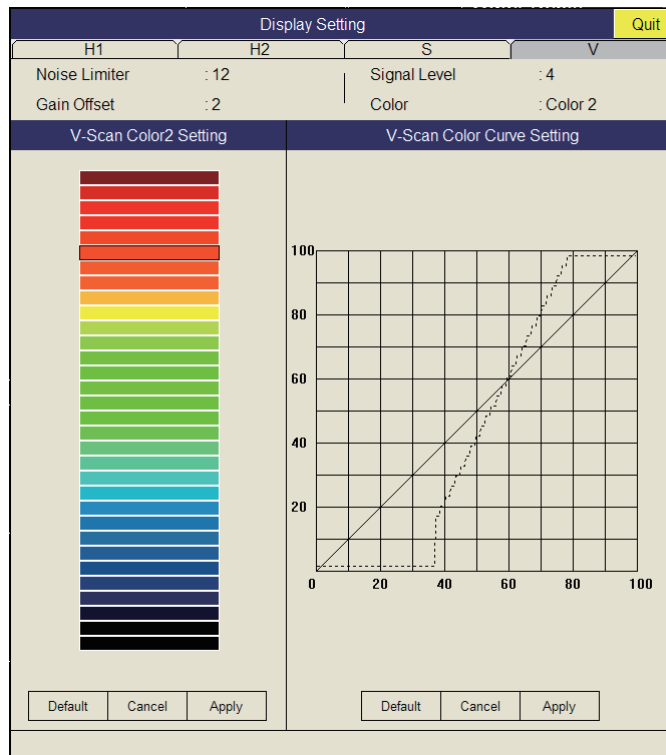 Display Setting Quit
H1 H2 S V
Noise Limiter : 12 Signal Level : 4
Gain Offset : 2 Color : Color 2
V-Scan Color2 Setting V-Scan Color Curve Setting
100
80
60
40
20
0 20 40 60 80 100
Default Cancel Apply Default Cancel Apply